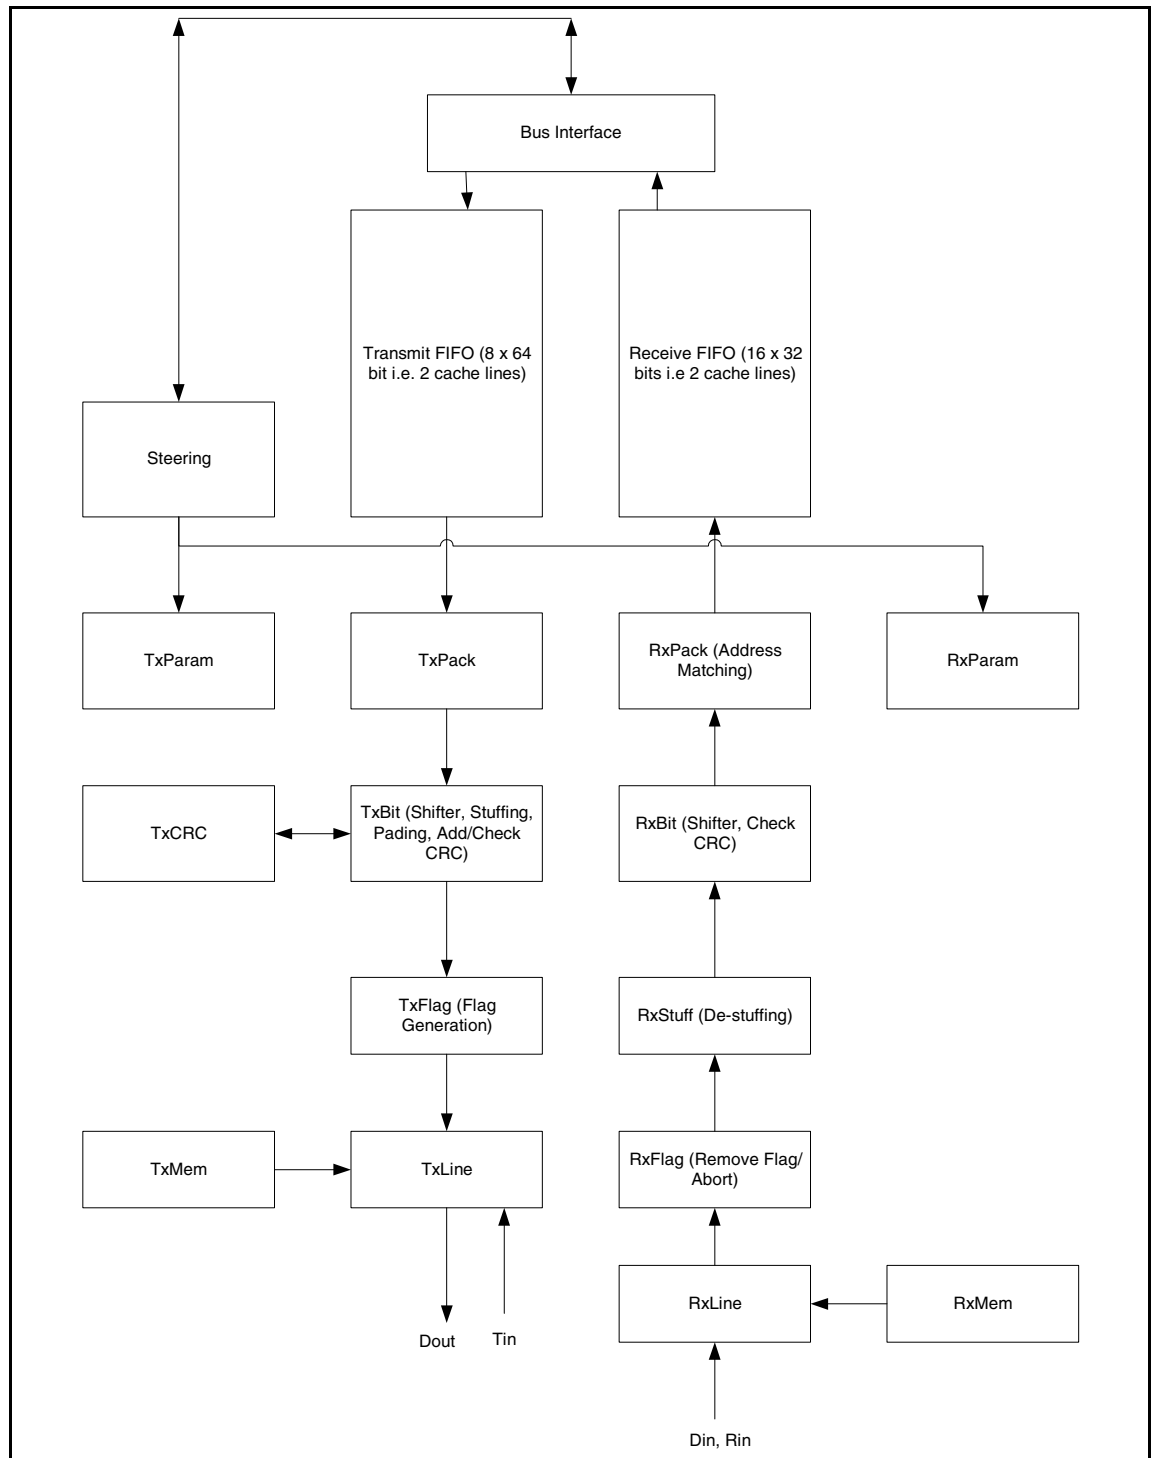 Bus Interface
Transmit FIFO (8 x 64
bit i.e. 2 cache lines)
Receive FIFO (16 x 32
bits i.e 2 cache lines)
Steering
TxParam
TxPack
RxPack (Address
Matching)
RxParam
TxCRC
TxBit (Shifter, Stuffing,
Pading, Add/Check
CRC)
RxBit (Shifter, Check
CRC)
TxFlag (Flag
Generation)
RxStuff (De-stuffing)
TxMem
TxLine
RxFlag (Remove Flag/
Abort)
RxLine
RxMem
Dout
Tin
Din, Rin